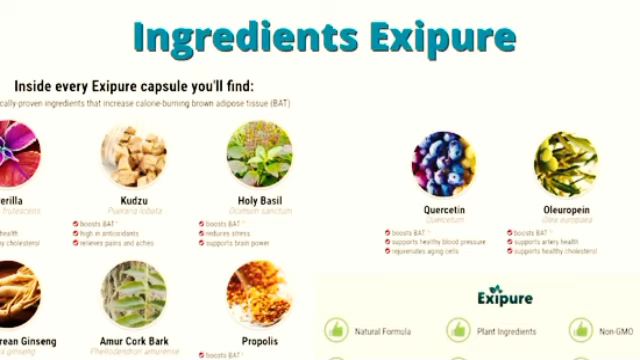 Ingredients Exipure
Inside every Exipure capsule you'll find:
cally-proven ingredients that increase calorie-burning brown adipose tissue (BAT)
erilla
frutescens
health
y cholesterol
Kudzu
Pueraria lobata
boosts BAT
high in antioxidants
relieves pains and aches
Holy Basil
Ocimum sanctum
boosts BAT
reduces stress
supports brain power
Quercetin
Quercetum
boosts BAT
supports healthy blood pressure
rejuvenates aging cells
Oleuropein
Olea europaea
boosts BAT
supports artery health
supports healthy cholesterol
rean Ginseng
x ginseng
Amur Cork Bark
Phellodendron amurense
Propolis
boosts BAT
Exipure
Natural Formula
Plant Ingredients
Non-GMO